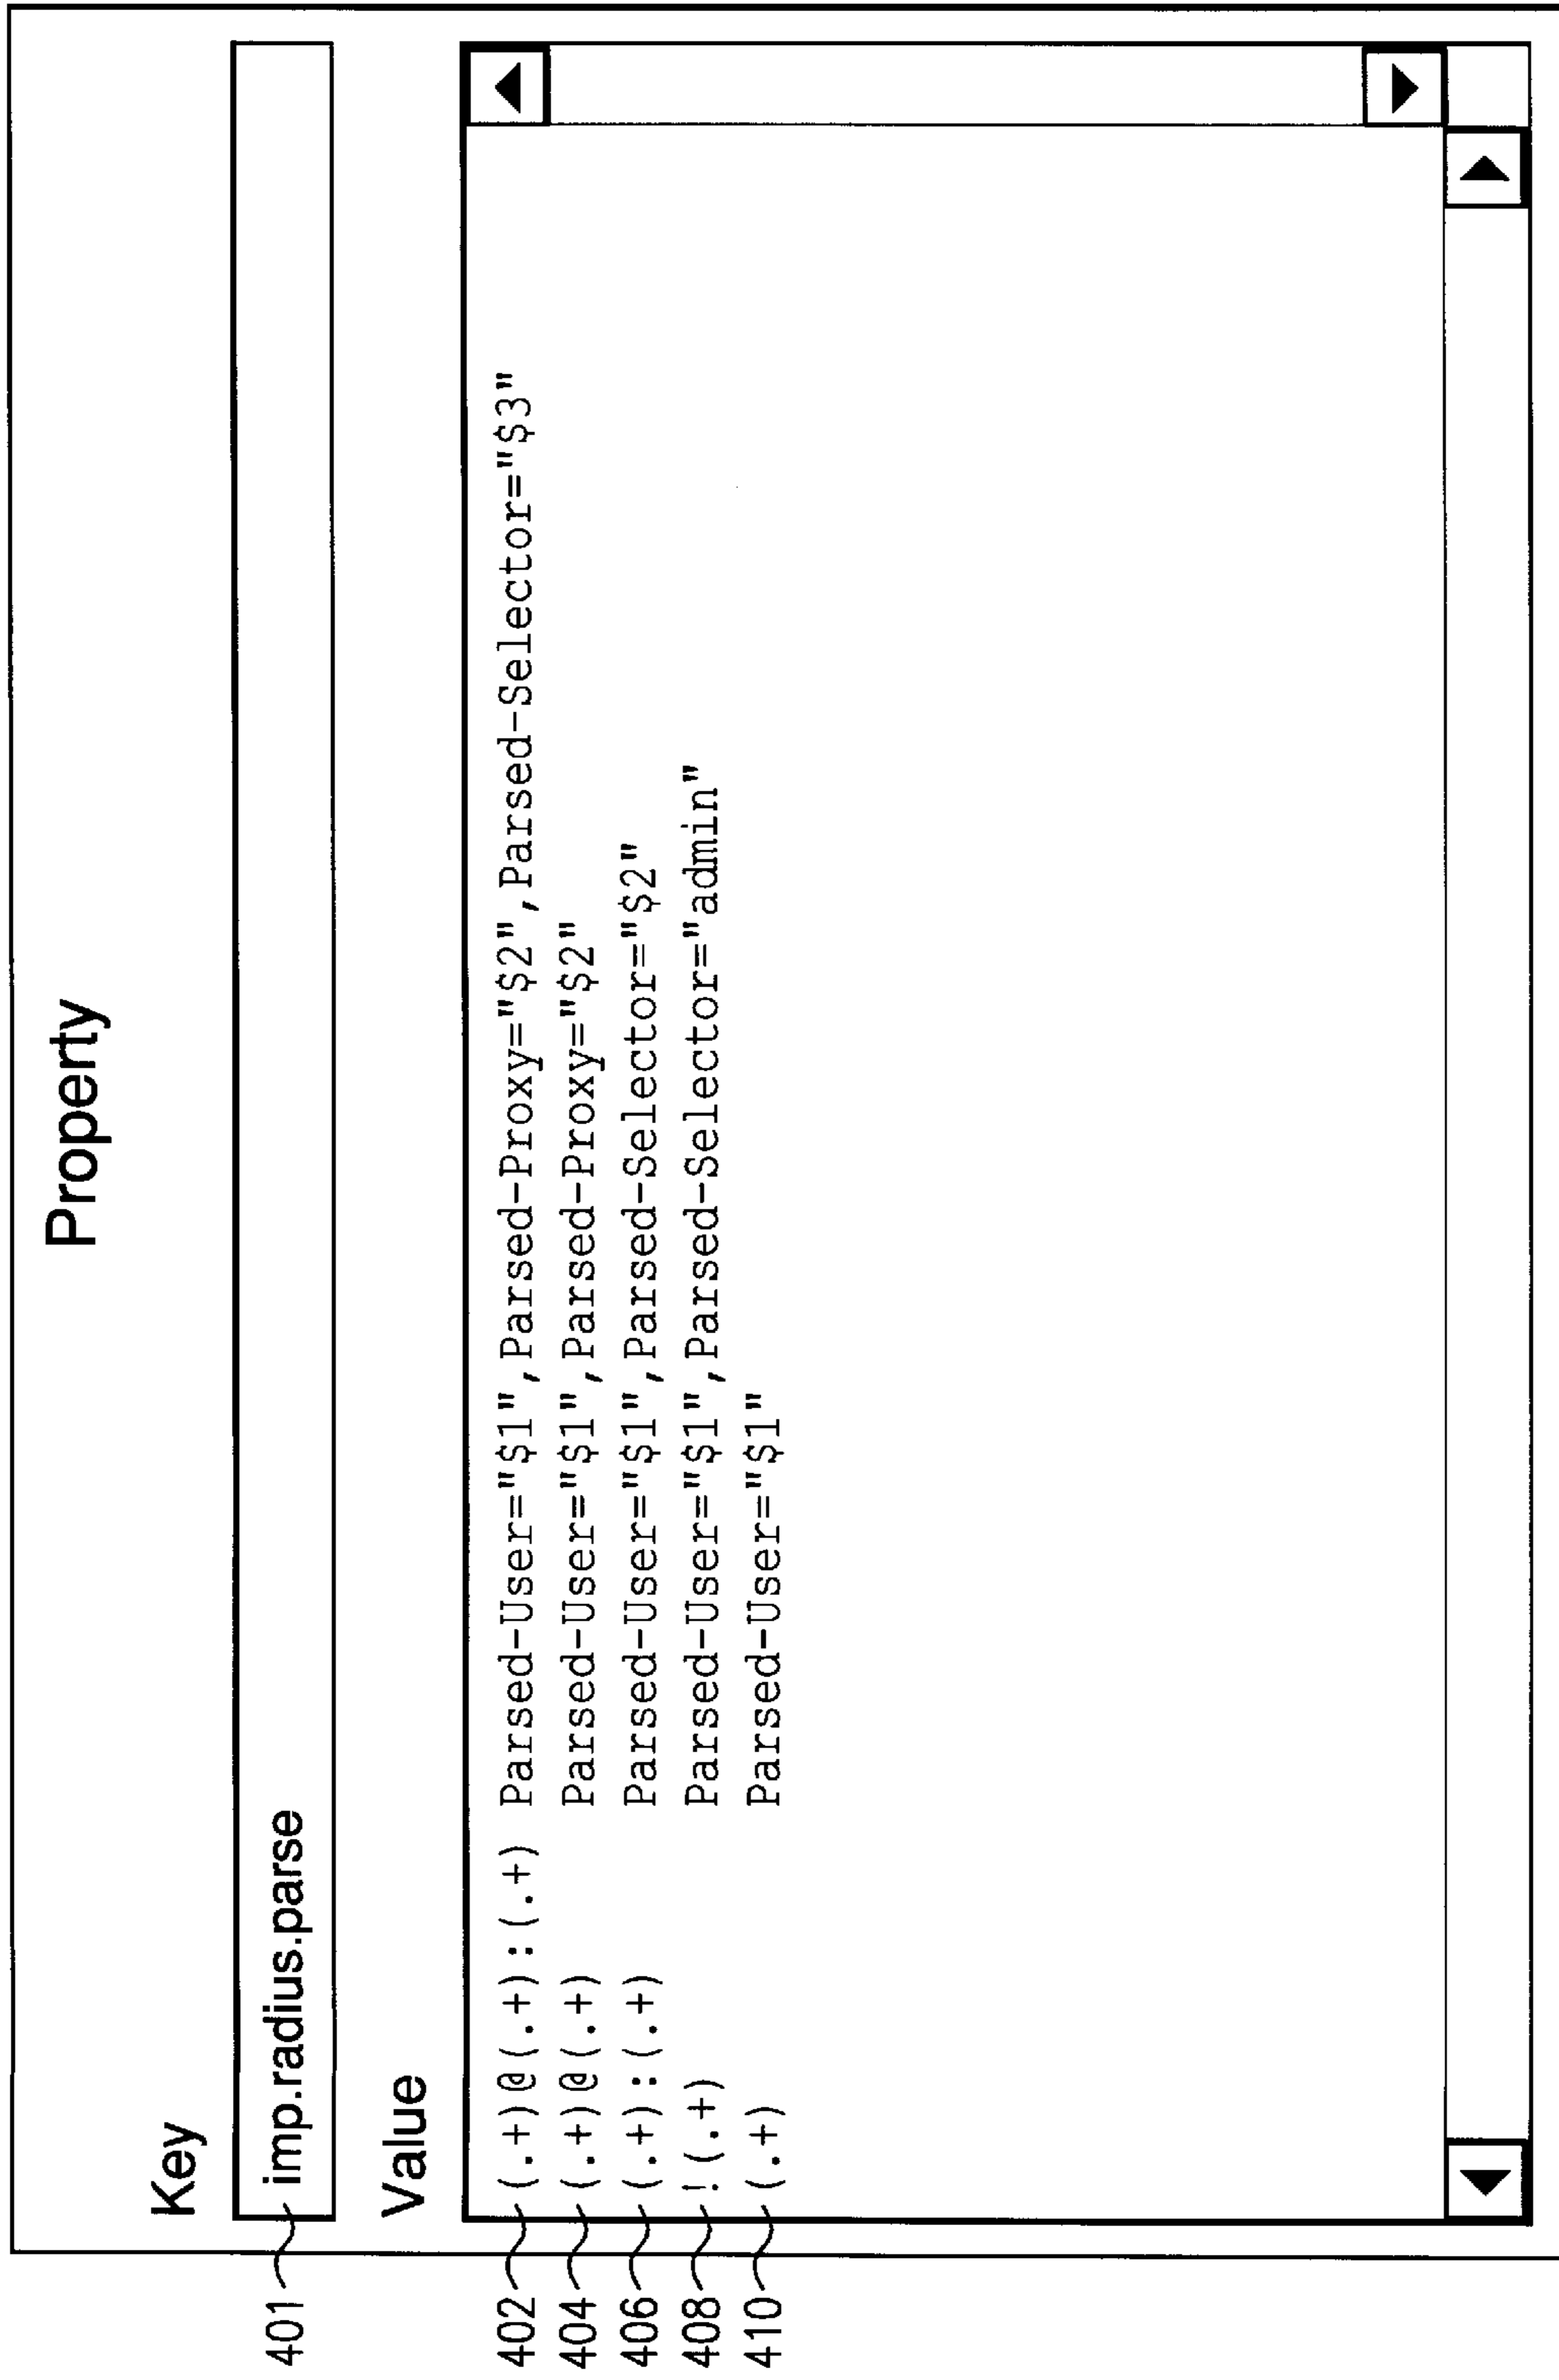 Property
Key
401 imp.radius.parse
Value
402 (.+)@(.+):(.+) Parsed-User="$1",Parsed-Proxy="$2",Parsed-Selector="$3"
404 (.+)@(.+) Parsed-User="$1",Parsed-Proxy="$2"
406 (.+):(.+) Parsed-User="$1",Parsed-Selector="$2"
408 !(.+) Parsed-User="$1",Parsed-Selector="admin"
410 (.+) Parsed-User="$1"